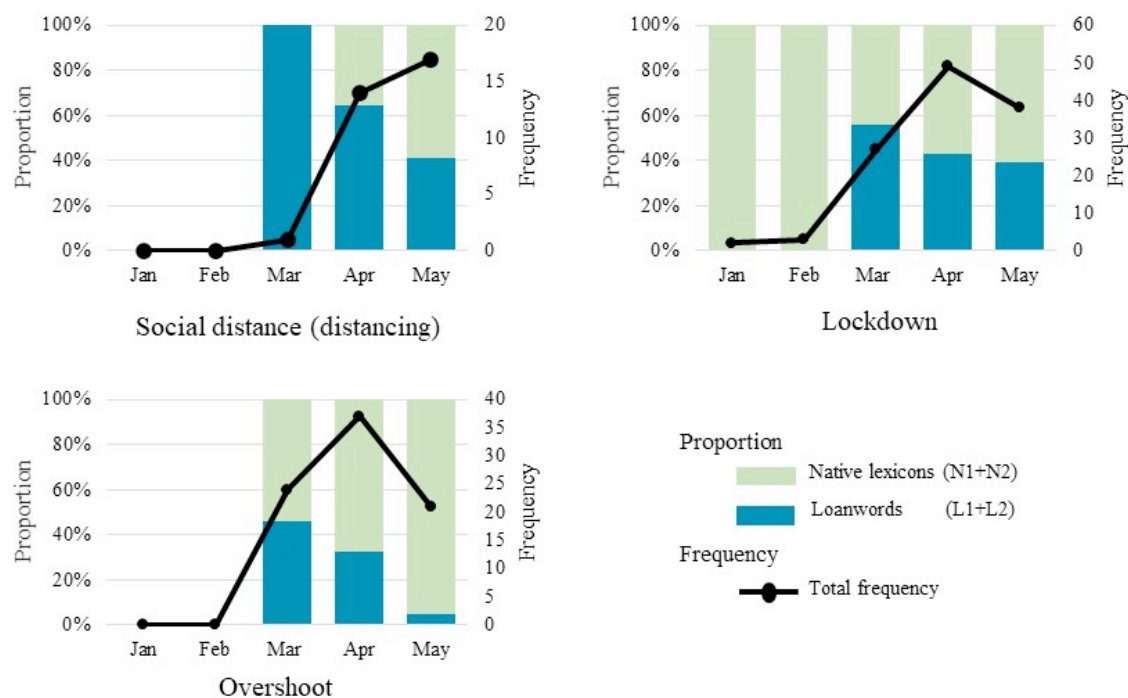 100% 20
80% 15
60% 10
40% 5
20% 0
0%
Proportion
Frequency
Jan Feb Mar Apr May
Social distance (distancing)
100% 60
80% 50
60% 40
40% 30
20% 20
0% 10
0
Proportion
Frequency
Jan Feb Mar Apr May
Lockdown
100% 40
80% 35
60% 30
40% 25
20% 20
0% 15
10
5
0
Proportion
Frequency
Jan Feb Mar Apr May
Overshoot
Proportion
Native lexicons (N1+N2)
Loanwords (L1+L2)
Frequency
Total frequency